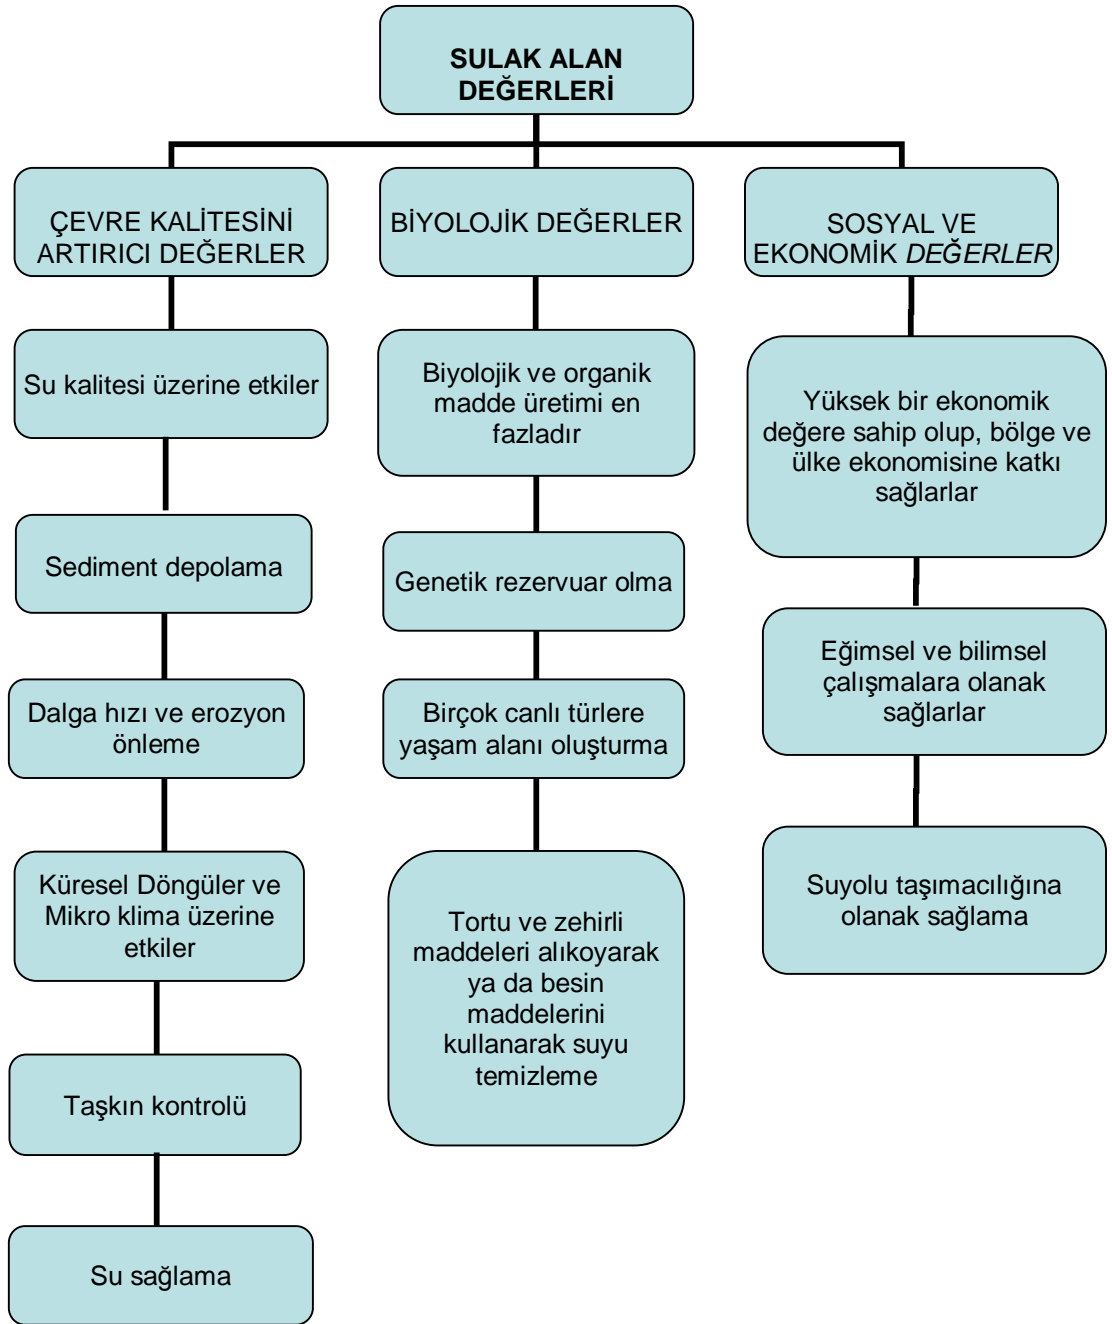 SULAK ALAN
DEĞERLERİ
ÇEVRE KALİTESİNİ
ARTIRICI DEĞERLER
Su kalitesi üzerine etkiler
Sediment depolama
Dalga hızı ve erozyon
önleme
Küresel Döngüler ve
Mikro klima üzerine
etkiler
Taşkın kontrolü
Su sağlama
BİYOLOJİK DEĞERLER
Biyolojik ve organik
madde üretimi en
fazladır
Genetik rezervuar olma
Birçok canlı türlere
yaşam alanı oluşturma
Tortu ve zehirli
maddeleri alıkoyarak
ya da besin
maddelerini
kullanarak suyu
temizleme
SOSYAL VE
EKONOMİK DEĞERLER
Yüksek bir ekonomik
değere sahip olup, bölge ve
ülke ekonomisine katkı
sağlarlar
Eğimsel ve bilimsel
çalışmalara olanak
sağlarlar
Suyolu taşımacılığına
olanak sağlama